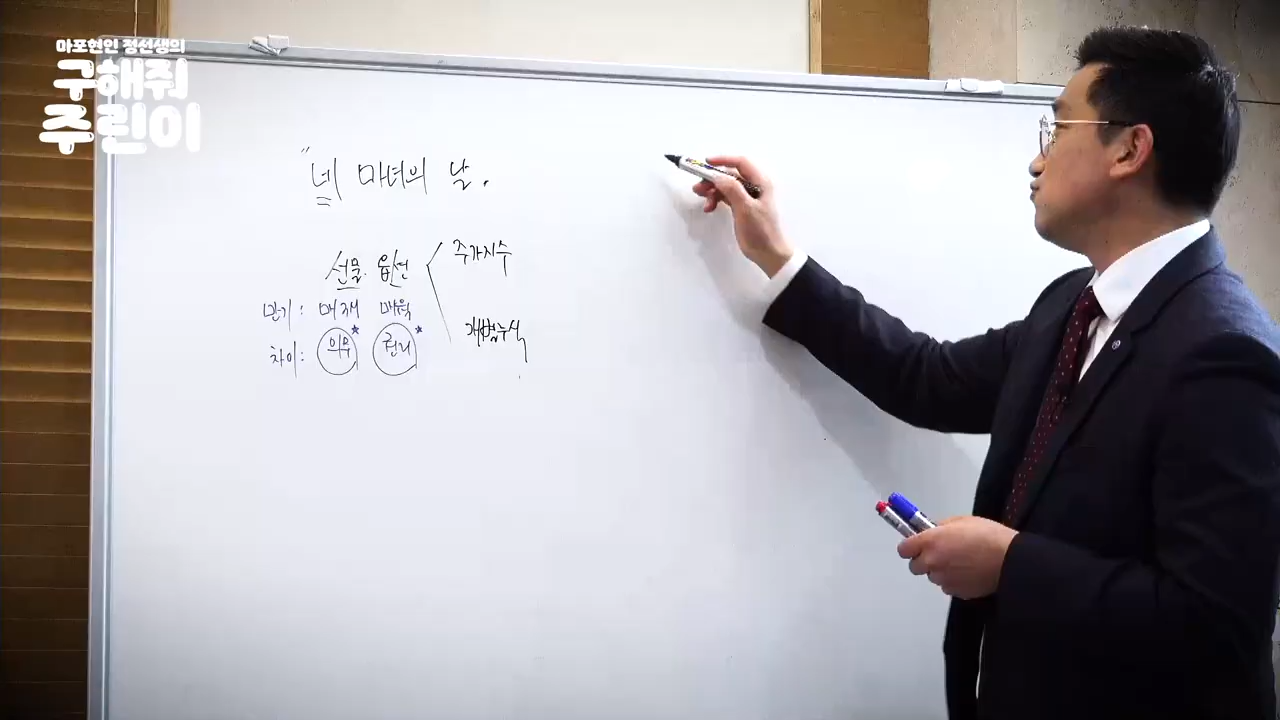 마포현인 정선생의
구해줘
주린이
"네 마녀의 날.
선물. 옵션
주가지수
개별주식
만기: 매재 매월
차이: 의무 권리